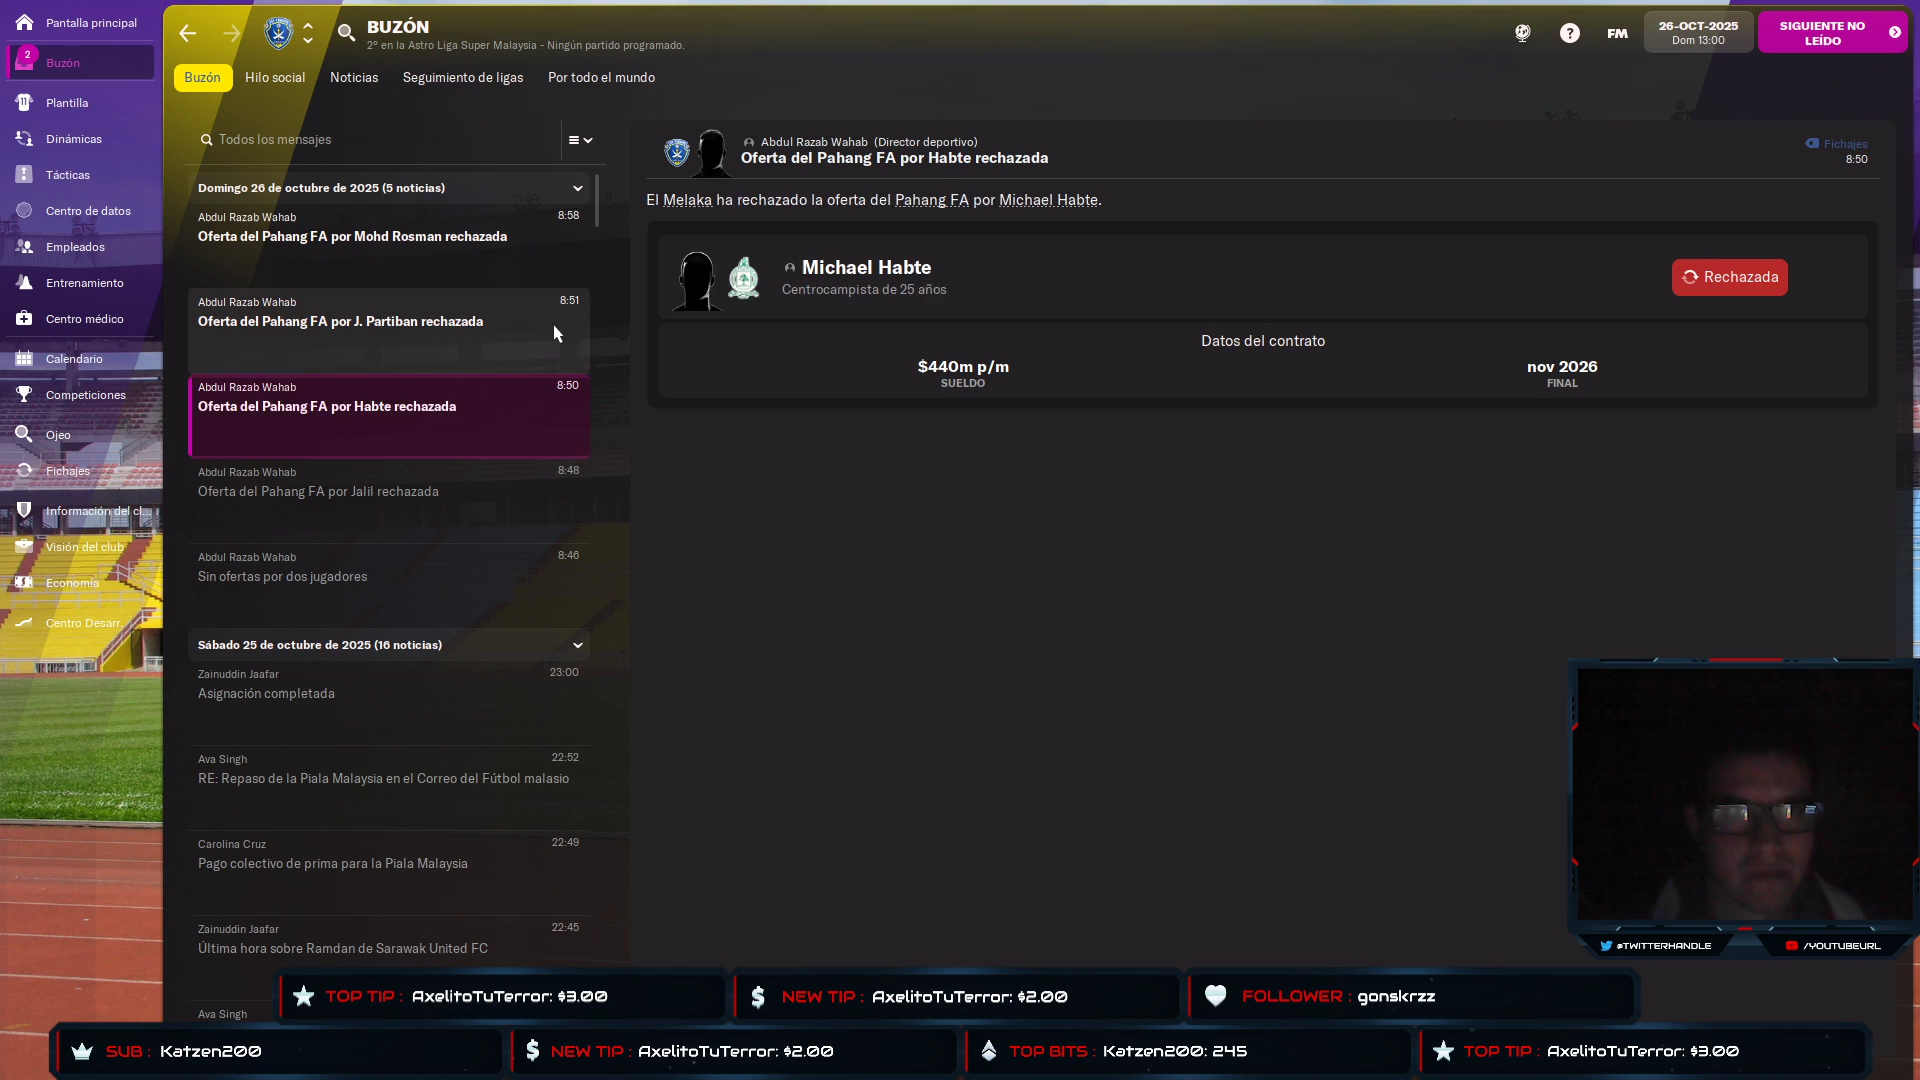 Pantalla principal
2
Buzón
Plantilla
Dinámicas
Tácticas
Centro de datos
Empleados
Entrenamiento
Centro médico
Calendario
Competiciones
Ojeo
Fichajes
Información del cl...
Visión del club
Economía
Centro Desarr.
BUZÓN
2º en la Astro Liga Super Malaysia - Ningún partido programado.
FM
26-OCT-2025
Dom 13:00
SIGUIENTE NO LEÍDO
Buzón
Hilo social
Noticias
Seguimiento de ligas
Por todo el mundo
Todos los mensajes
Domingo 26 de octubre de 2025 (5 noticias)
Abdul Razab Wahab 8:58
Oferta del Pahang FA por Mohd Rosman rechazada
Abdul Razab Wahab 8:51
Oferta del Pahang FA por J. Partiban rechazada
Abdul Razab Wahab 8:50
Oferta del Pahang FA por Habte rechazada
Abdul Razab Wahab 8:48
Oferta del Pahang FA por Jalil rechazada
Abdul Razab Wahab 8:46
Sin ofertas por dos jugadores
Sábado 25 de octubre de 2025 (16 noticias)
Zainuddin Jaafar 23:00
Asignación completada
Ava Singh 22:52
RE: Repaso de la Piala Malaysia en el Correo del Fútbol malasio
Carolina Cruz 22:49
Pago colectivo de prima para la Piala Malaysia
Zainuddin Jaafar 22:45
Última hora sobre Ramdan de Sarawak United FC
Ava Singh
Abdul Razab Wahab (Director deportivo)
Oferta del Pahang FA por Habte rechazada
Fichajes
8:50
El Melaka ha rechazado la oferta del Pahang FA por Michael Habte.
Michael Habte
Centrocampista de 25 años
Rechazada
Datos del contrato
$440m p/m
SUELDO
nov 2026
FINAL
@TWITTERHANDLE
/YOUTUBEURL
TOP TIP : AxelitoTuTerror: $3.00
NEW TIP : AxelitoTuTerror: $2.00
FOLLOWER : gonskrzz
SUB : Katzen200
NEW TIP : AxelitoTuTerror: $2.00
TOP BITS : Katzen200: 245
TOP TIP : AxelitoTuTerror: $3.00